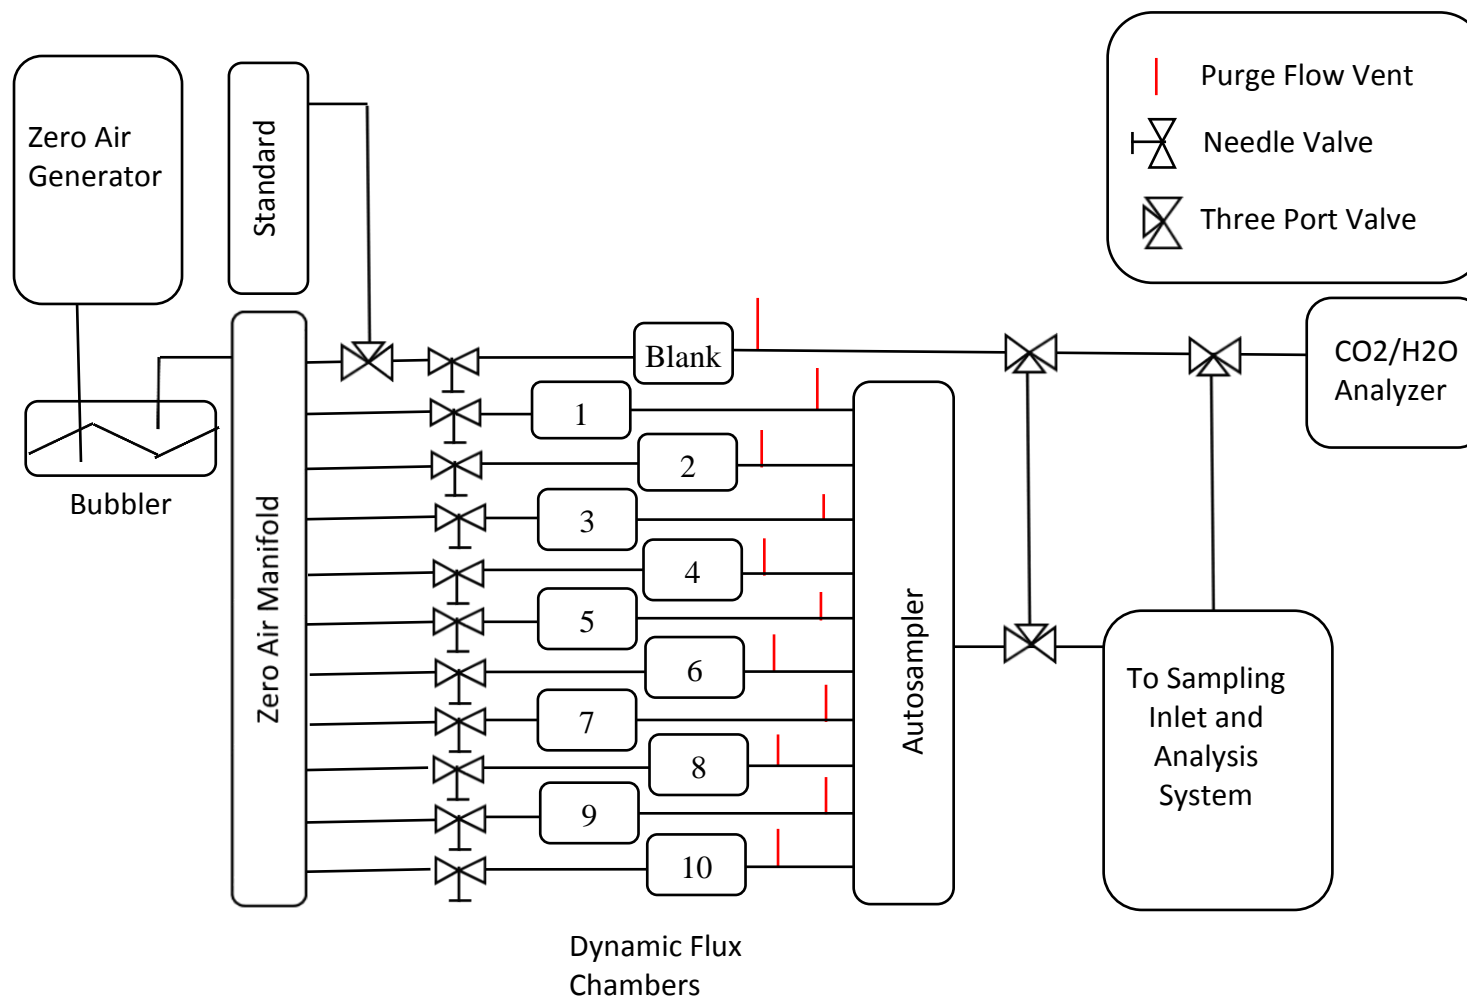 Zero Air
Generator
Standard
Purge Flow Vent
Needle Valve
Three Port Valve
CO2/H2O
Analyzer
Bubbler
Zero Air Manifold
Blank
1
2
3
4
5
6
7
8
9
10
Autosampler
To Sampling
Inlet and
Analysis
System
Dynamic Flux
Chambers